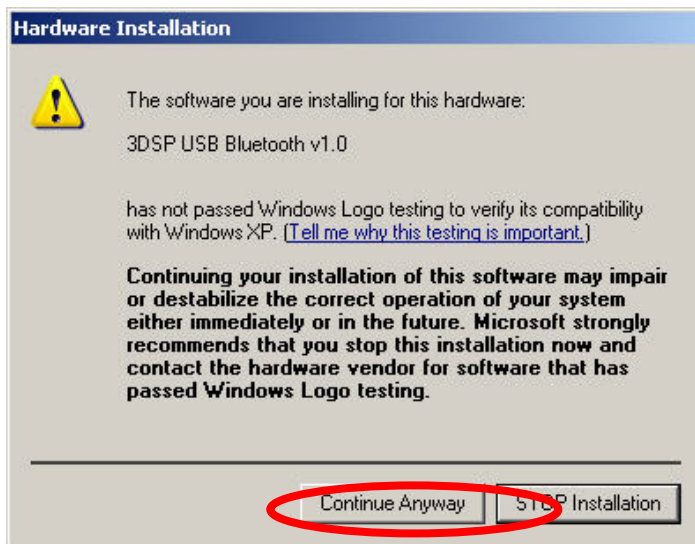 Hardware Installation
The software you are installing for this hardware:
3DSP USB Bluetooth v1.0
has not passed Windows Logo testing to verify its compatibility
with Windows XP. (Tell me why this testing is important.)
Continuing your installation of this software may impair
or destabilize the correct operation of your system
either immediately or in the future. Microsoft strongly
recommends that you stop this installation now and
contact the hardware vendor for software that has
passed Windows Logo testing.
Continue Anyway
STOP Installation